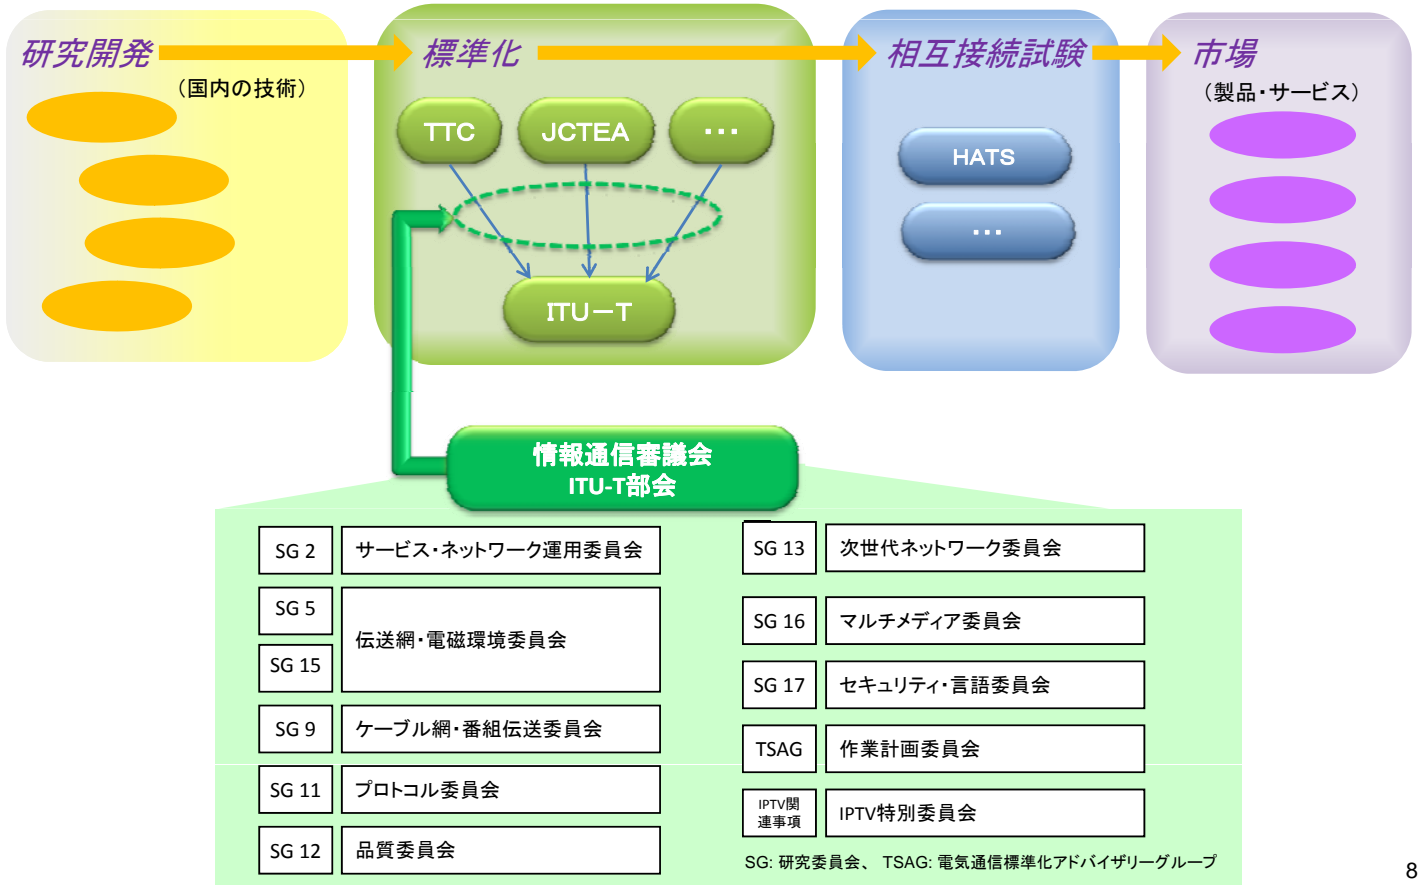 研究開発
（国内の技術）
標準化
TTC
JCTEA
…
ITU－T
相互接続試験
HATS
…
市場
（製品・サービス）
情報通信審議会
ITU-T部会
SG 2
サービス・ネットワーク運用委員会
SG 5
SG 15
伝送網・電磁環境委員会
SG 9
ケーブル網・番組伝送委員会
SG 11
プロトコル委員会
SG 12
品質委員会
SG 13
次世代ネットワーク委員会
SG 16
マルチメディア委員会
SG 17
セキュリティ・言語委員会
TSAG
作業計画委員会
IPTV関
連事項
IPTV特別委員会
SG: 研究委員会、 TSAG: 電気通信標準化アドバイザリーグループ
8